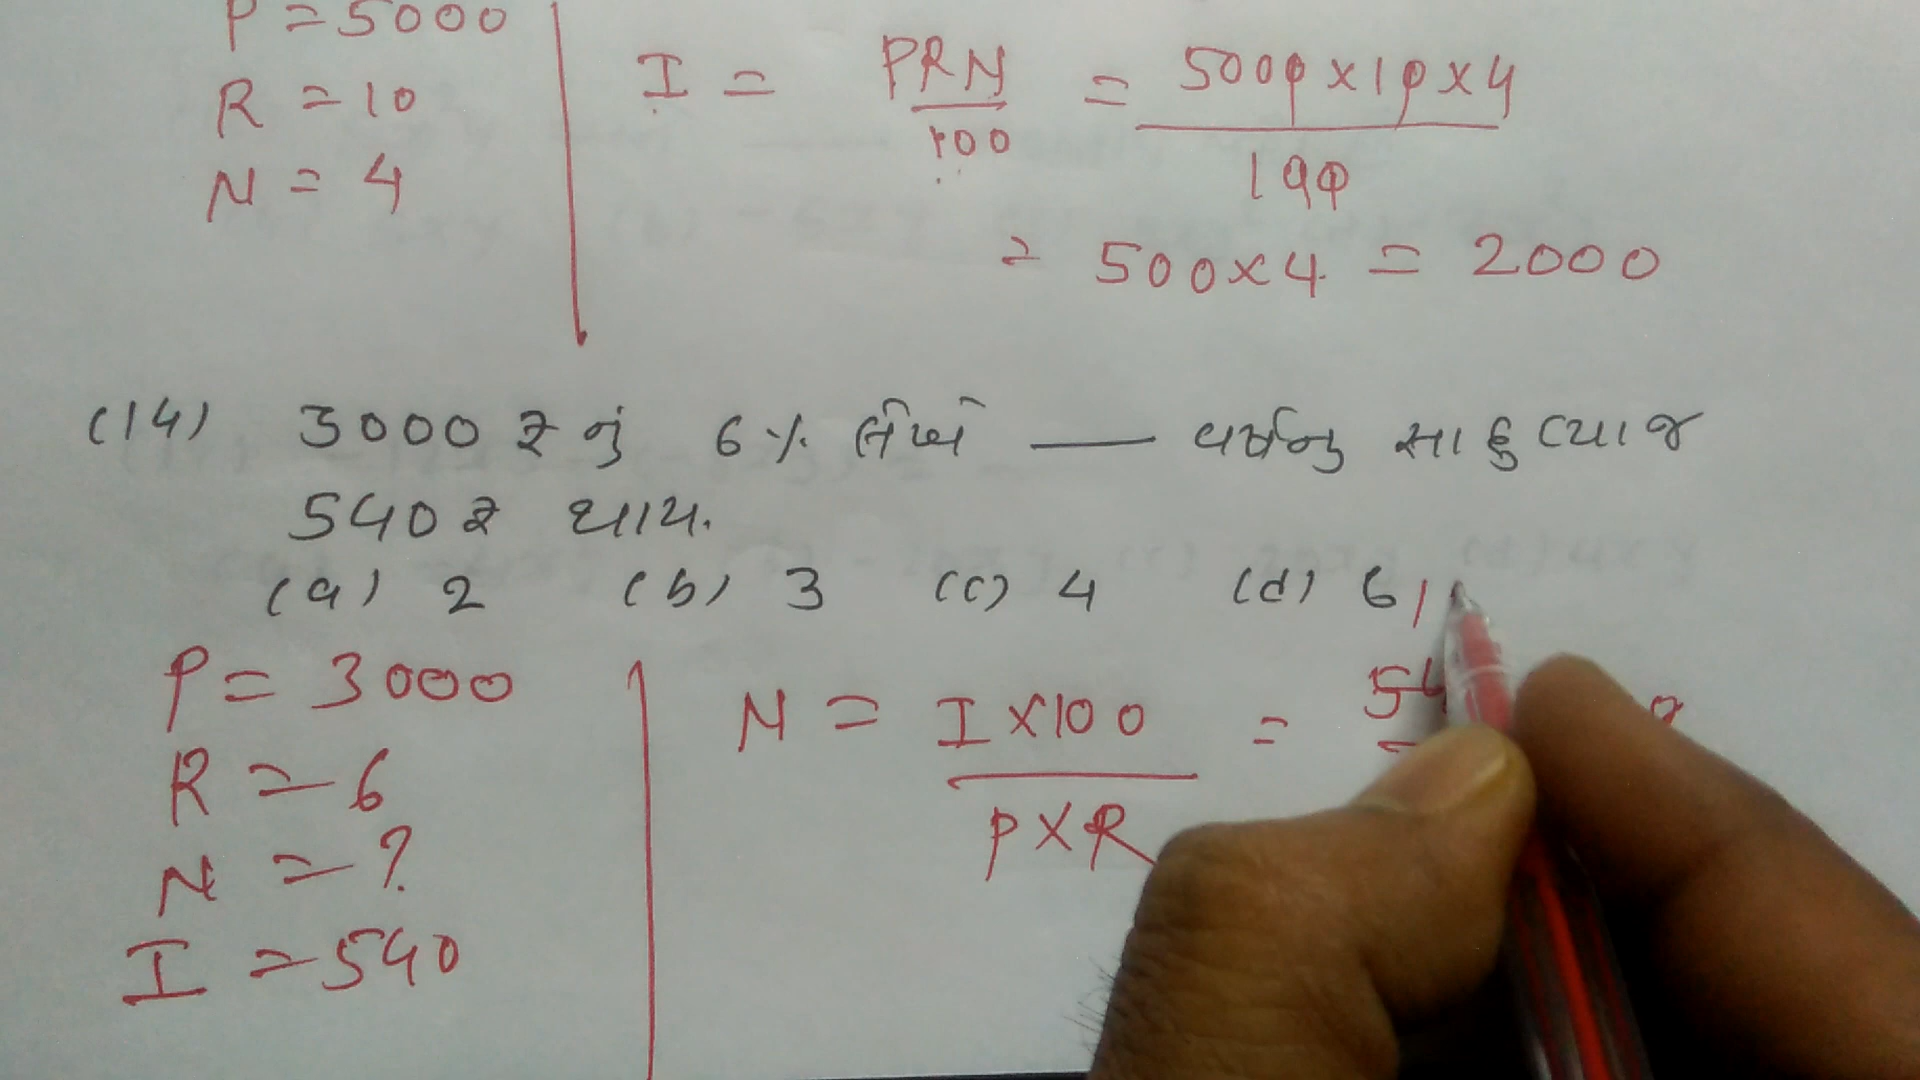 P = 5000
R = 10
N = 4
I = PRN / 100 = 5000 x 10 x 4 / 100
= 500 x 4 = 2000
(14) 3000 ₹ નું 6 % લેખે — વર્ષનુ સાદુ વ્યાજ
540 ₹ થાય.
(a) 2 (b) 3 (c) 4 (d) 6
P = 3000
R = 6
N = ?
I = 540
N = I x 100 / P x R = 54